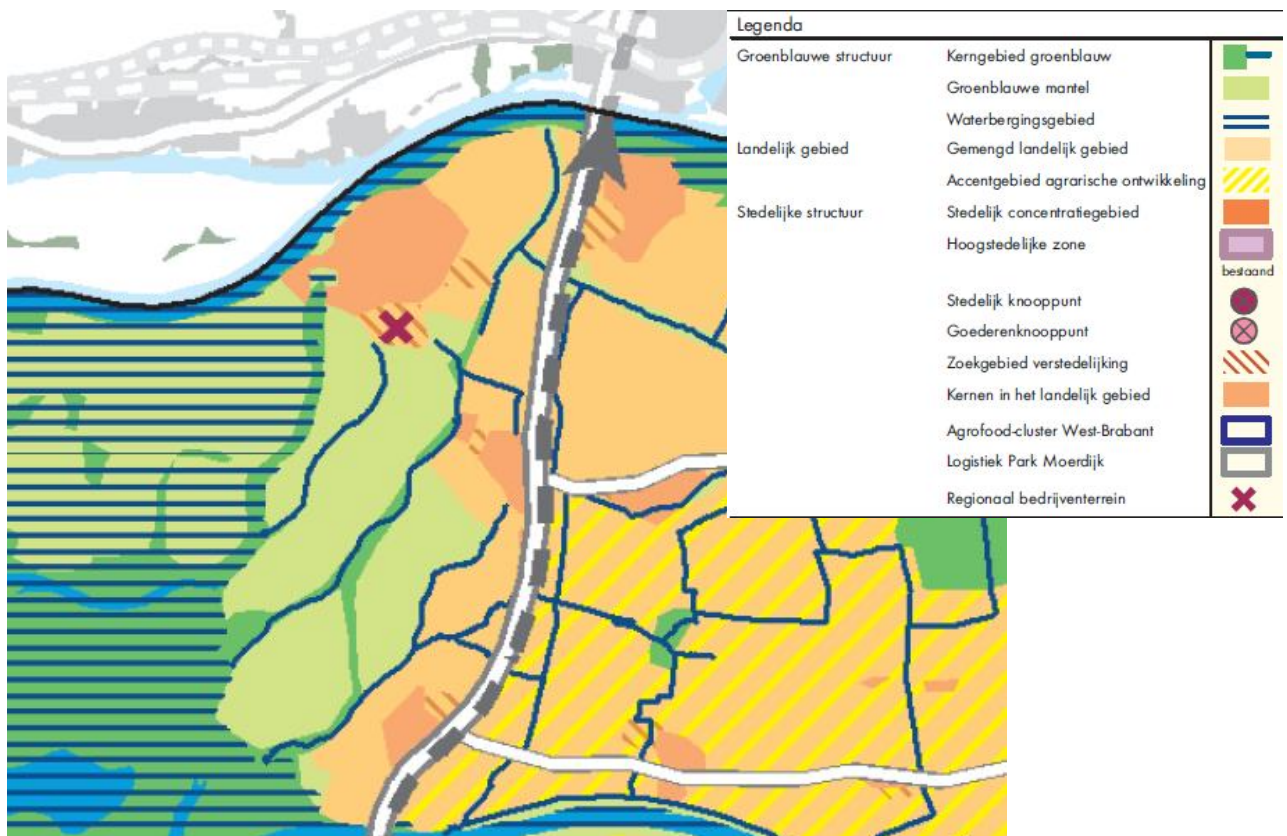 Legenda
Groenblauwe structuur Kerngebied groenblauw
Groenblauwe mantel
Waterbergingsgebied
Landelijk gebied Gemengd landelijk gebied
Accentgebied agrarische ontwikkeling
Stedelijke structuur Stedelijk concentratiegebied
Hoogstedelijke zone
bestaand
Stedelijk knooppunt
Goederenknooppunt
Zoekgebied verstedelijking
Kernen in het landelijk gebied
Agrofood-cluster West-Brabant
Logistiek Park Moerdijk
Regionaal bedrijventerrein